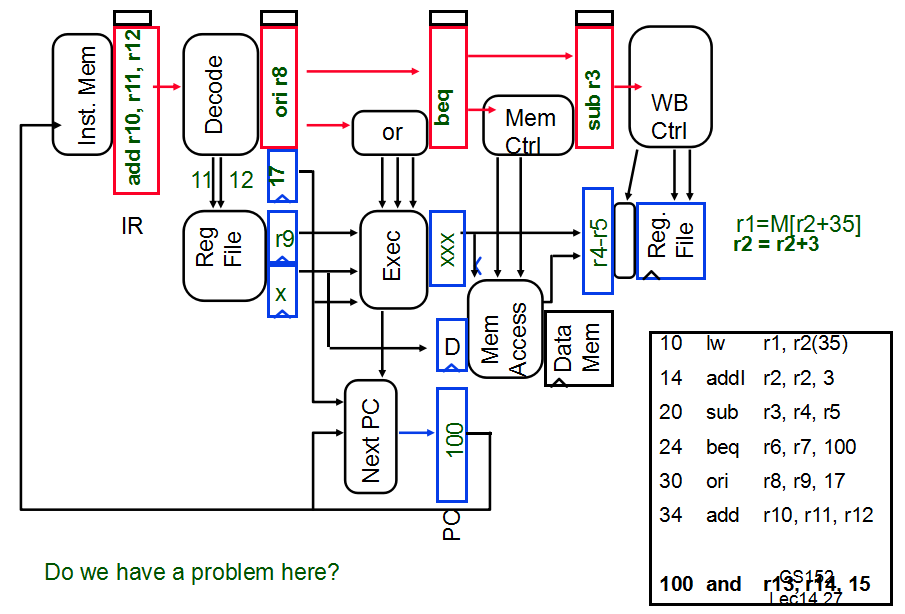 Inst. Mem
add r10, r11, r12
IR
Decode
11 12
Reg
File
ori r8
17
r9
x
or
Exec
Next PC
beq
xxx
D
100
PC
Mem
Ctrl
Mem
Access
Data
Mem
sub r3
r4-r5
WB
Ctrl
Reg.
File
r1=M[r2+35]
r2 = r2+3
10 lw r1, r2(35)
14 addI r2, r2, 3
20 sub r3, r4, r5
24 beq r6, r7, 100
30 ori r8, r9, 17
34 add r10, r11, r12
100 and r13, r14, 15
CS152
Lec14.27
Do we have a problem here?